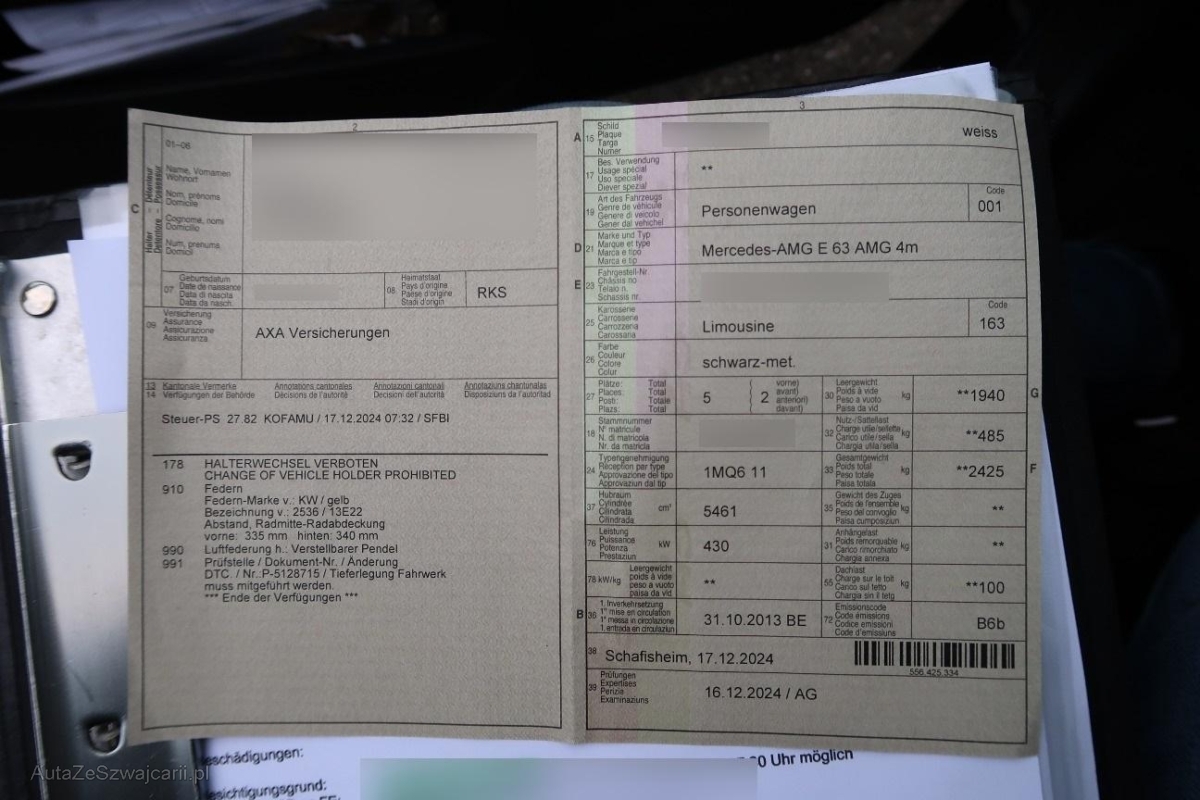 2
01-06
Name, Vornamen
Wohnort
Nom, prénoms
Domicile
Cognome, nomi
Domicilio
Num, prenums
Domicil
C
Halter
Détenteur
07
Geburtsdatum
Date de naissance
Data di nascita
Data da nasch.
08
Heimatstaat
Pays d'origine
Paese d'origine
Stadi d'origin
RKS
09
Versicherung
Assurance
Assicurazione
Assicuranza
AXA Versicherungen
13 Kantonale Vermerke Annotations cantonales Annotazioni cantonali Annotaziuns chantunalas
14 Verfügungen der Behörde Décisions de l'autorité Decisioni dell'autorità Disposiziuns da l'autoritad
Steuer-PS 27.82 KOFAMU / 17.12.2024 07:32 / SFBI
178 HALTERWECHSEL VERBOTEN
CHANGE OF VEHICLE HOLDER PROHIBITED
910 Federn
Federn-Marke v.: KW / gelb
Bezeichnung v.: 2536 / 13E22
Abstand, Radmitte-Radabdeckung
vorne: 335 mm hinten: 340 mm
990 Luftfederung h.: Verstellbarer Pendel
991 Prüfstelle / Dokument-Nr. / Änderung
DTC. / Nr.:P-5128715 / Tieferlegung Fahrwerk
muss mitgeführt werden.
*** Ende der Verfügungen ***
3
A 15
Schild
Plaque
Targa
Numer
weiss
17
Bes. Verwendung
Usage spécial
Uso speciale
Diever spezial
**
19
Art des Fahrzeugs
Genre de véhicule
Genere di veicolo
Gener dal vehichel
Personenwagen
Code
001
D 21
Marke und Typ
Marque et type
Marca e tipo
Marca e tip
Mercedes-AMG E 63 AMG 4m
E 23
Fahrgestell-Nr.
Châssis no
Telaio n.
Schassis nr.
25
Karosserie
Carrosserie
Carrozzeria
Carossaria
Limousine
Code
163
26
Farbe
Couleur
Colore
Colur
schwarz-met.
27
Plätze: Total
Places: Total
Posti: Totale
Plazs: Total
5
( 2
vorne)
avant)
anteriori)
davant)
30
Leergewicht
Poids à vide
Peso a vuoto
Paisa da vid
kg
**1940
G
18
Stammnummer
N° matricule
N. di matricola
Nr. da matricla
32
Nutz-/Sattellast
Charge utile/sellette
Carico utile/sella
Chargia utila/sella
kg
**485
24
Typengenehmigung
Réception par type
Approvazione del tipo
Approvaziun dal tip
1MQ6 11
33
Gesamtgewicht
Poids total
Peso totale
Paisa totala
kg
**2425
F
37
Hubraum
Cylindrée
Cilindrata
Cilindrada
cm³
5461
35
Gewicht des Zuges
Poids de l'ensemble
Peso del convoglio
Paisa cumposiziun
kg
**
76
Leistung
Puissance
Potenza
Prestaziun
kW
430
31
Anhängelast
Poids remorquable
Carico rimorchiato
Chargia annexa
kg
**
78 kW/kg
Leergewicht
poids à vide
peso a vuoto
paisa da vid
**
55
Dachlast
Charge sur le toit
Carico sul tetto
Chargia sin il tetg
kg
**100
B 36
1. Inverkehrsetzung
1re mise en circulation
1a messa in circolazione
1. entrada en circulaziun
31.10.2013 BE
72
Emissionscode
Code émissions
Codice emissioni
Code d'emissiuns
B6b
38
Schafisheim, 17.12.2024
556 425 334
39
Prüfungen
Expertises
Perizie
Examinaziuns
16.12.2024 / AG
eschädigungen:
0 Uhr möglich
esichtigungsgrund:
AutaZeSzwajcarii.pl